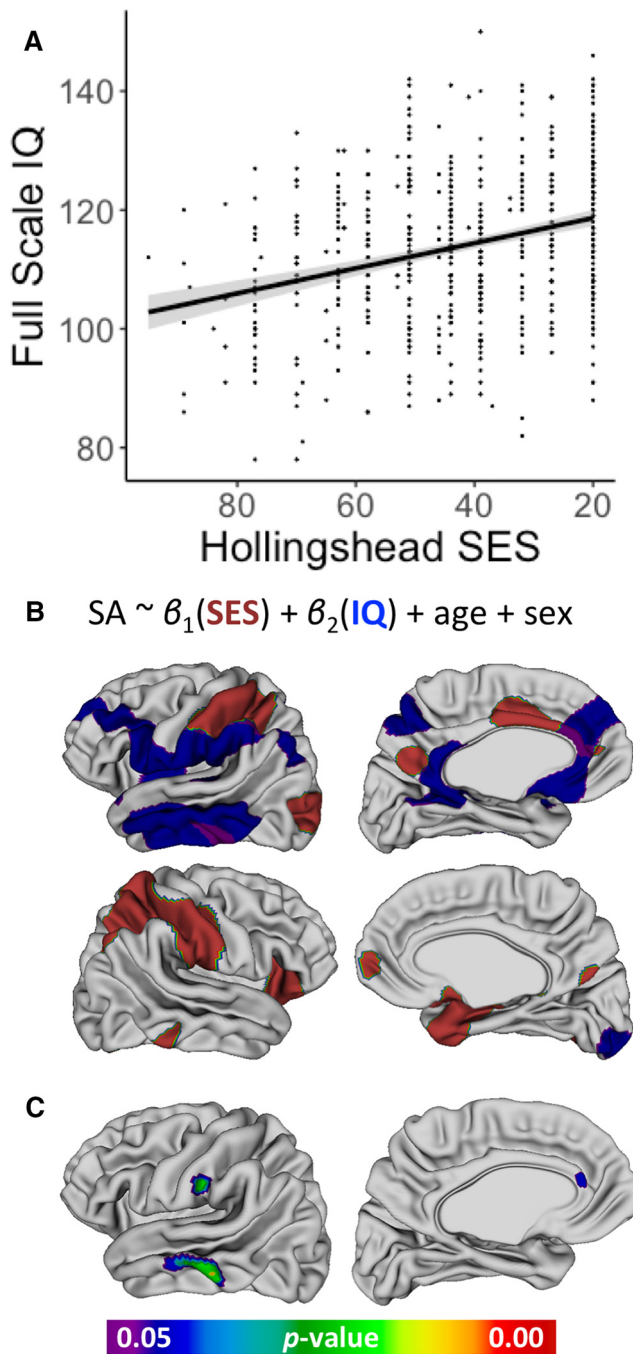 A
Full Scale IQ
140
120
100
80
80 60 40 20
Hollingshead SES
B SA ~ β₁(SES) + β₂(IQ) + age + sex
C
0.05 p-value 0.00